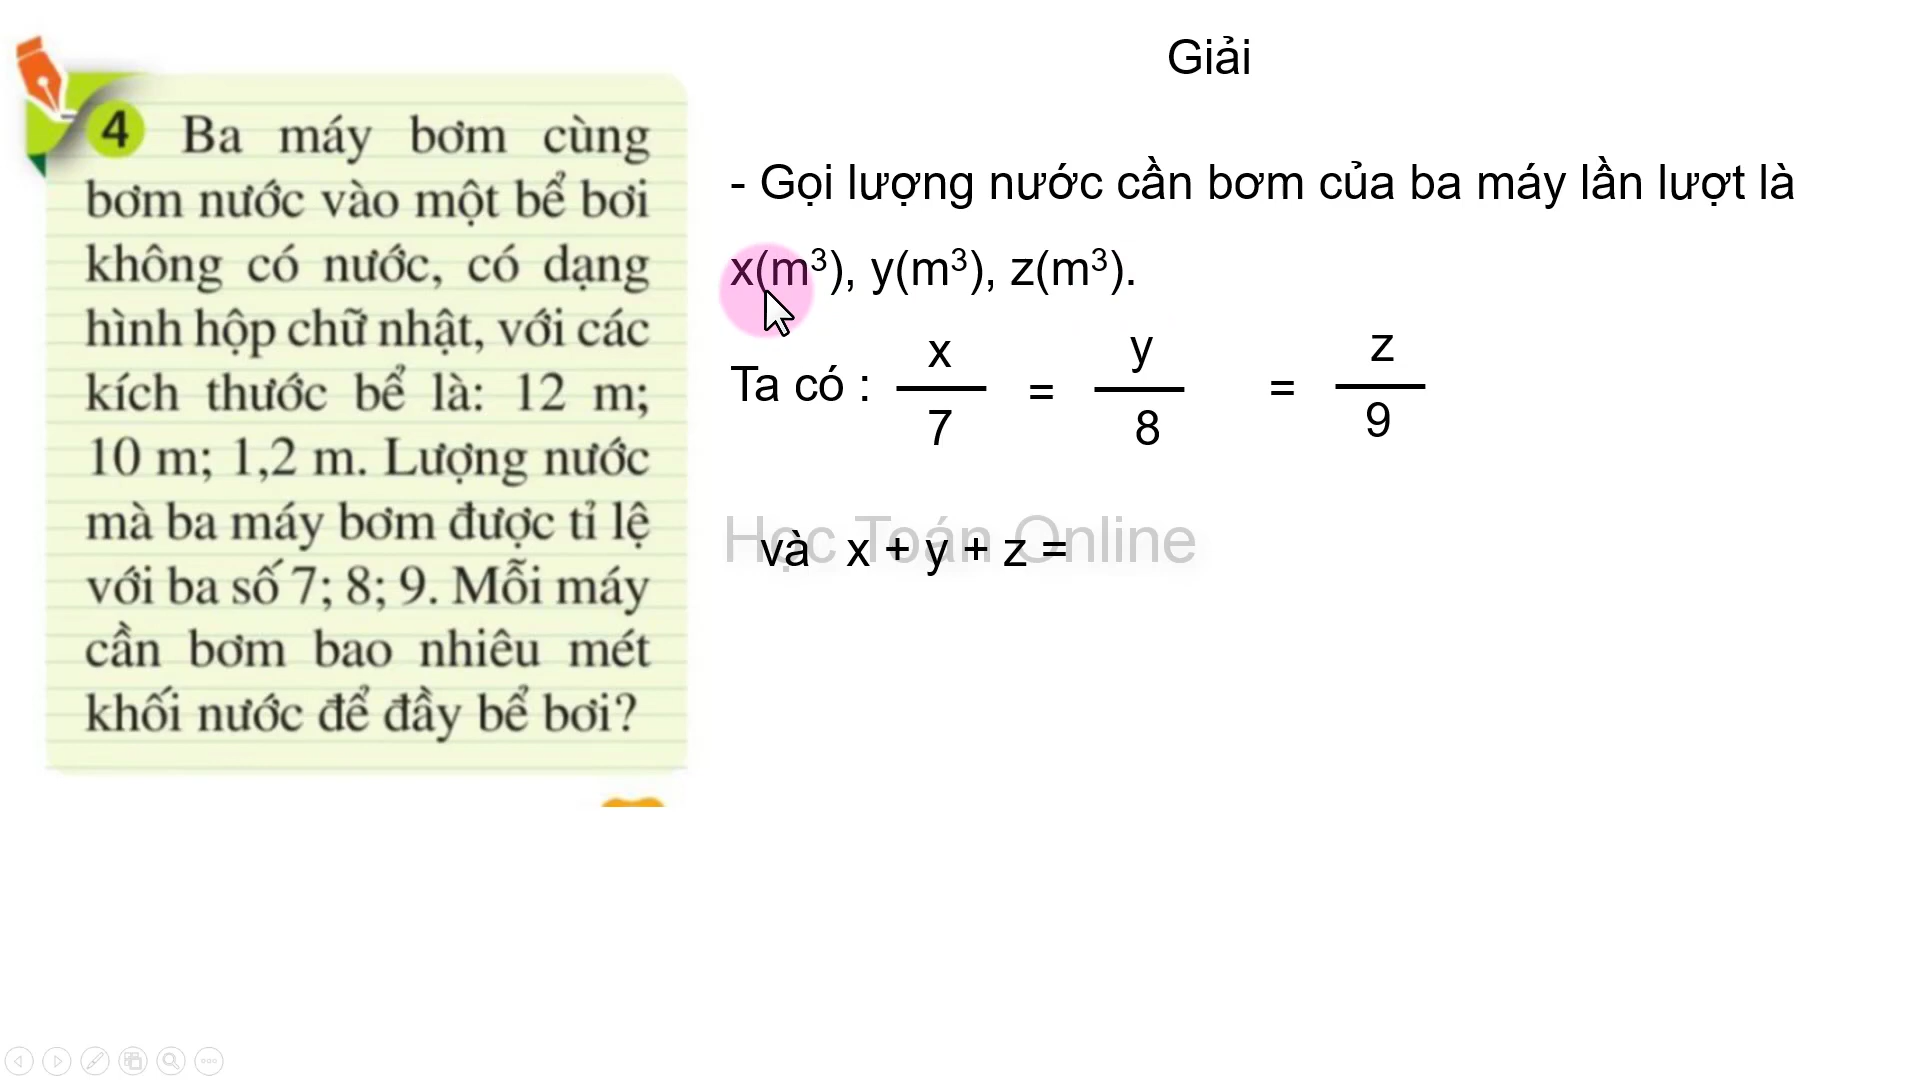 4 Ba máy bơm cùng
bơm nước vào một bể bơi
không có nước, có dạng
hình hộp chữ nhật, với các
kích thước bể là: 12 m;
10 m; 1,2 m. Lượng nước
mà ba máy bơm được tỉ lệ
với ba số 7; 8; 9. Mỗi máy
cần bơm bao nhiêu mét
khối nước để đầy bể bơi?
Giải
- Gọi lượng nước cần bơm của ba máy lần lượt là
x(m³), y(m³), z(m³).
Ta có : x/7 = y/8 = z/9
và x + y + z =
Học Toán Online